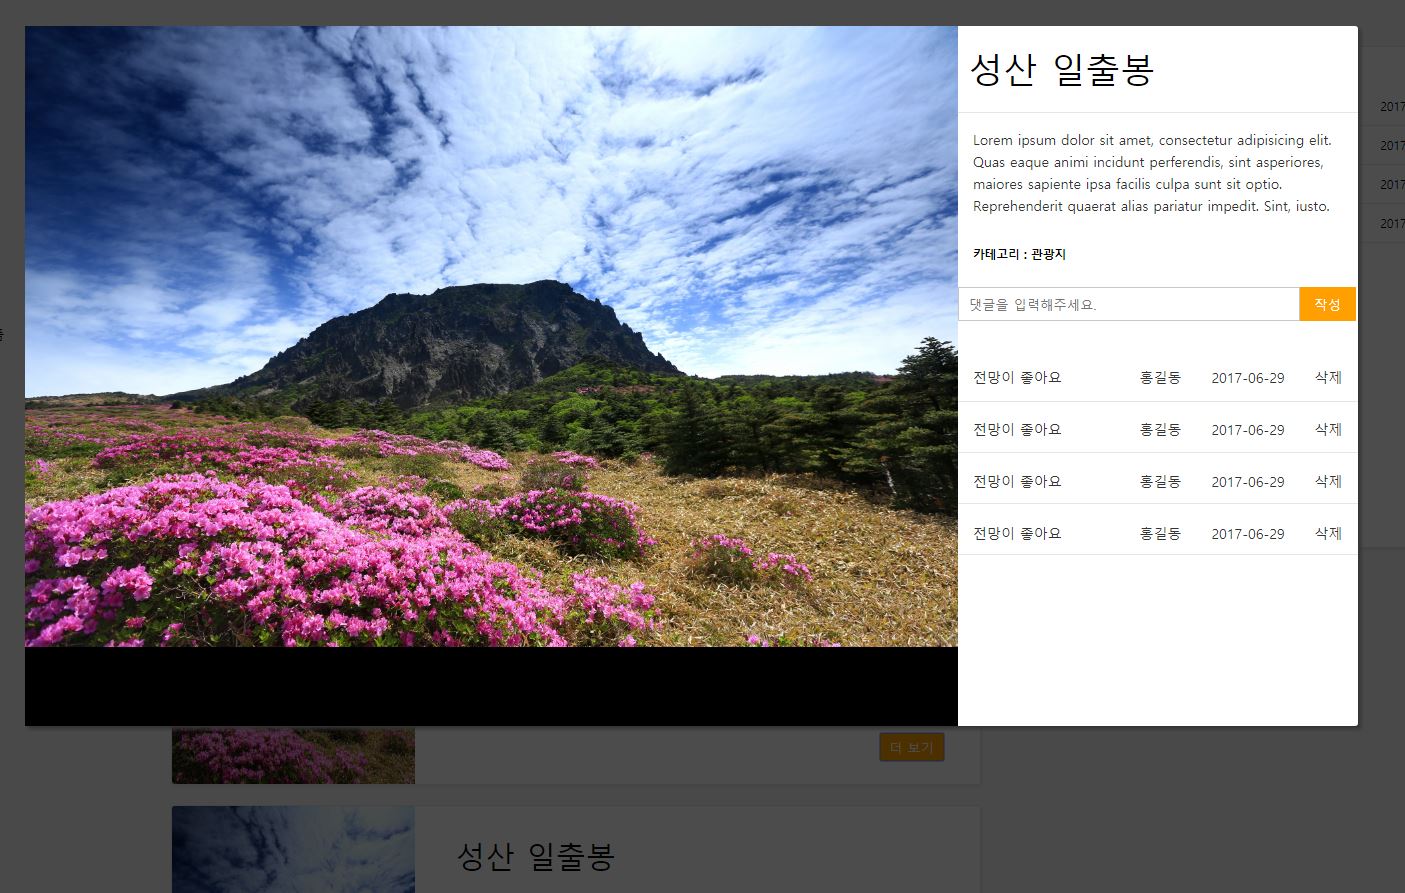 성산 일출봉
Lorem ipsum dolor sit amet, consectetur adipisicing elit.
Quas eaque animi incidunt perferendis, sint asperiores,
maiores sapiente ipsa facilis culpa sunt sit optio.
Reprehenderit quaerat alias pariatur impedit. Sint, iusto.
카테고리 : 관광지
댓글을 입력해주세요. 작성
전망이 좋아요 홍길동 2017-06-29 삭제
전망이 좋아요 홍길동 2017-06-29 삭제
전망이 좋아요 홍길동 2017-06-29 삭제
전망이 좋아요 홍길동 2017-06-29 삭제
2017
2017
2017
2017
더 보기
성산 일출봉